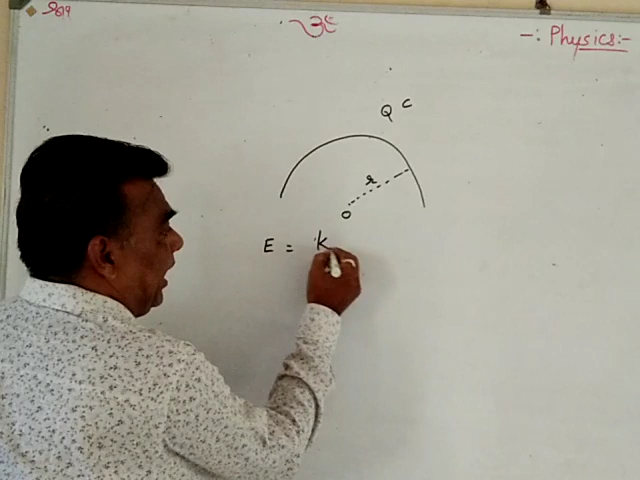 ॐ
-: Physics:-
Q C
r
O
E = k